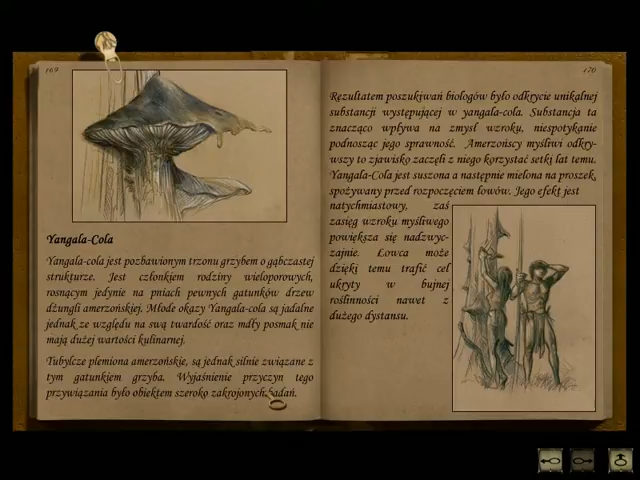 169
Yangala-Cola
Yangala-cola jest pozbawionym trzonu grzybem o gąbczastej
strukturze. Jest członkiem rodziny wieloporowych,
rosnącym jedynie na pniach pewnych gatunków drzew
dżungli amerzońskiej. Młode okazy Yangala-cola są jadalne
jednak ze względu na swą twardość oraz mdły posmak nie
mają dużej wartości kulinarnej.
Tubylcze plemiona amerzońskie, są jednak silnie związane z
tym gatunkiem grzyba. Wyjaśnienie przyczyn tego
przywiązania było obiektem szeroko zakrojonych badań.
170
Rezultatem poszukiwań biologów było odkrycie unikalnej
substancji występującej w yangala-cola. Substancja ta
znacząco wpływa na zmysł wzroku, niespotykanie
podnosząc jego sprawność. Amerzońscy myśliwi odkry-
wszy to zjawisko zaczęli z niego korzystać setki lat temu.
Yangala-Cola jest suszona a następnie mielona na proszek,
spożywany przed rozpoczęciem łowów. Jego efekt jest
natychmiastowy, zaś
zasięg wzroku myśliwego
powiększa się nadzwyc-
zajnie. Łowca może
dzięki temu trafić cel
ukryty w bujnej
roślinności nawet z
dużego dystansu.